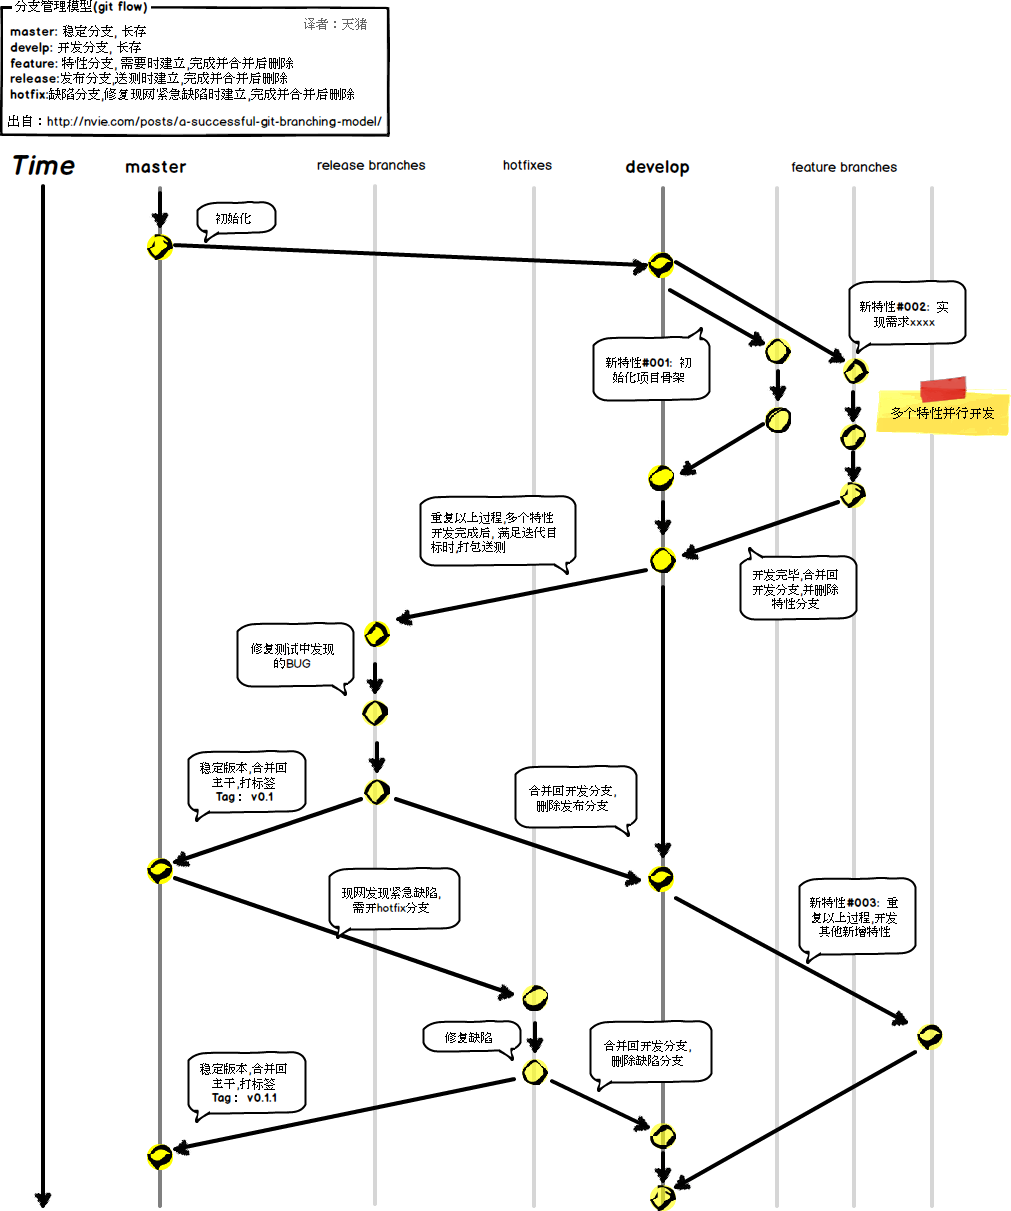 分支管理模型(git flow)
译者：天猪
master: 稳定分支, 长存
develp: 开发分支, 长存
feature: 特性分支, 需要时建立,完成并合并后删除
release:发布分支,送测时建立,完成并合并后删除
hotfix:缺陷分支,修复现网紧急缺陷时建立,完成并合并后删除
出自：http://nvie.com/posts/a-successful-git-branching-model/
Time
master
release branches
hotfixes
develop
feature branches
初始化
新特性#002: 实
现需求xxxx
新特性#001: 初
始化项目骨架
多个特性并行开发
重复以上过程,多个特性
开发完成后, 满足迭代目
标时,打包送测
开发完毕,合并回
开发分支,并删除
特性分支
修复测试中发现
的BUG
稳定版本,合并回
主干,打标签
Tag: v0.1
合并回开发分支,
删除发布分支
现网发现紧急缺陷,
需开hotfix分支
新特性#003: 重
复以上过程,开发
其他新增特性
修复缺陷
合并回开发分支,
删除缺陷分支
稳定版本,合并回
主干,打标签
Tag: v0.1.1